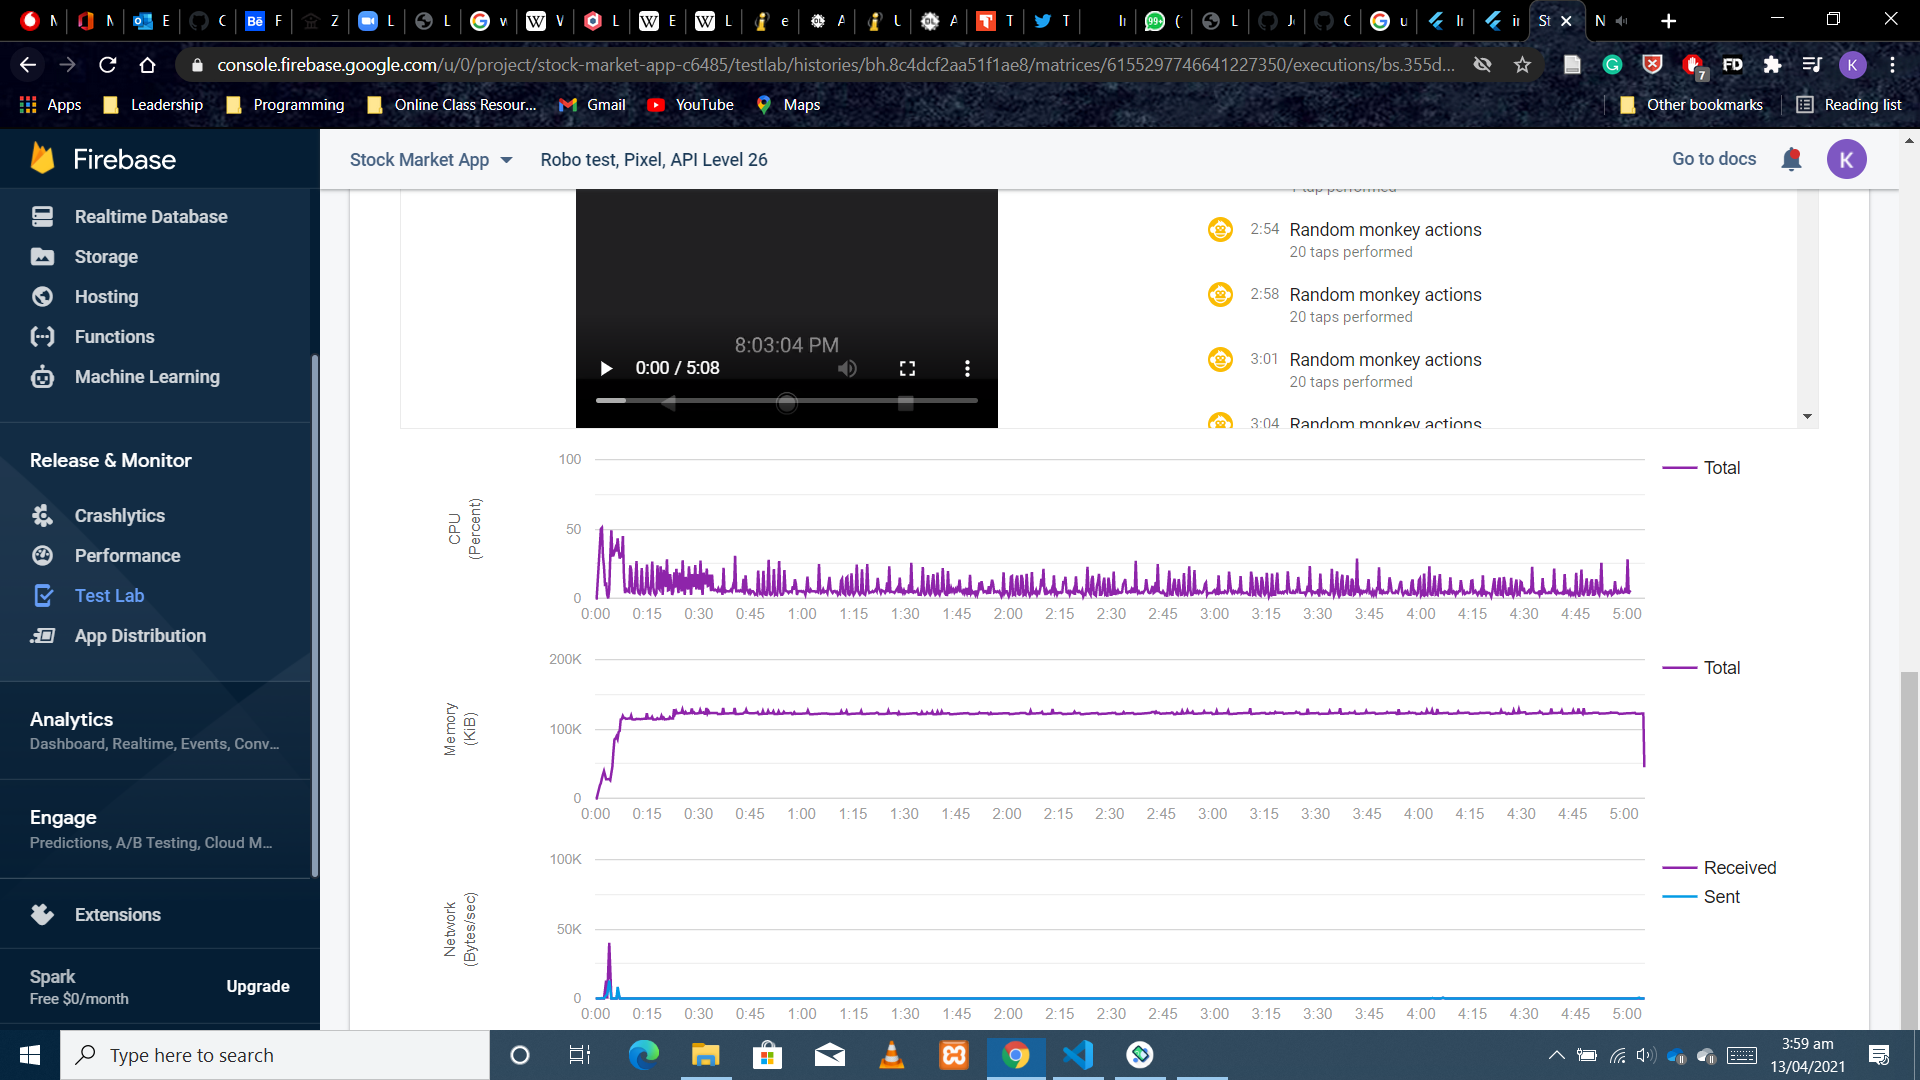 console.firebase.google.com/u/0/project/stock-market-app-c6485/testlab/histories/bh.8c4dcf2aa51f1ae8/matrices/6155297746641227350/executions/bs.355d...
7
K
Apps
Leadership
Programming
Online Class Resour...
Gmail
YouTube
Maps
Other bookmarks
Reading list
Firebase
Stock Market App
Robo test, Pixel, API Level 26
Go to docs
K
Realtime Database
Storage
Hosting
Functions
Machine Learning
Release & Monitor
Crashlytics
Performance
Test Lab
App Distribution
Analytics
Dashboard, Realtime, Events, Conv...
Engage
Predictions, A/B Testing, Cloud M...
Extensions
Spark
Free $0/month
Upgrade
8:03:04 PM
0:00 / 5:08
1 tap performed
2:54 Random monkey actions
20 taps performed
2:58 Random monkey actions
20 taps performed
3:01 Random monkey actions
20 taps performed
3:04 Random monkey actions
CPU
(Percent)
100
50
0
0:00 0:15 0:30 0:45 1:00 1:15 1:30 1:45 2:00 2:15 2:30 2:45 3:00 3:15 3:30 3:45 4:00 4:15 4:30 4:45 5:00
Total
Memory
(KiB)
200K
100K
0
0:00 0:15 0:30 0:45 1:00 1:15 1:30 1:45 2:00 2:15 2:30 2:45 3:00 3:15 3:30 3:45 4:00 4:15 4:30 4:45 5:00
Total
Network
(Bytes/sec)
100K
50K
0
0:00 0:15 0:30 0:45 1:00 1:15 1:30 1:45 2:00 2:15 2:30 2:45 3:00 3:15 3:30 3:45 4:00 4:15 4:30 4:45 5:00
Received
Sent
Type here to search
3:59 am
13/04/2021